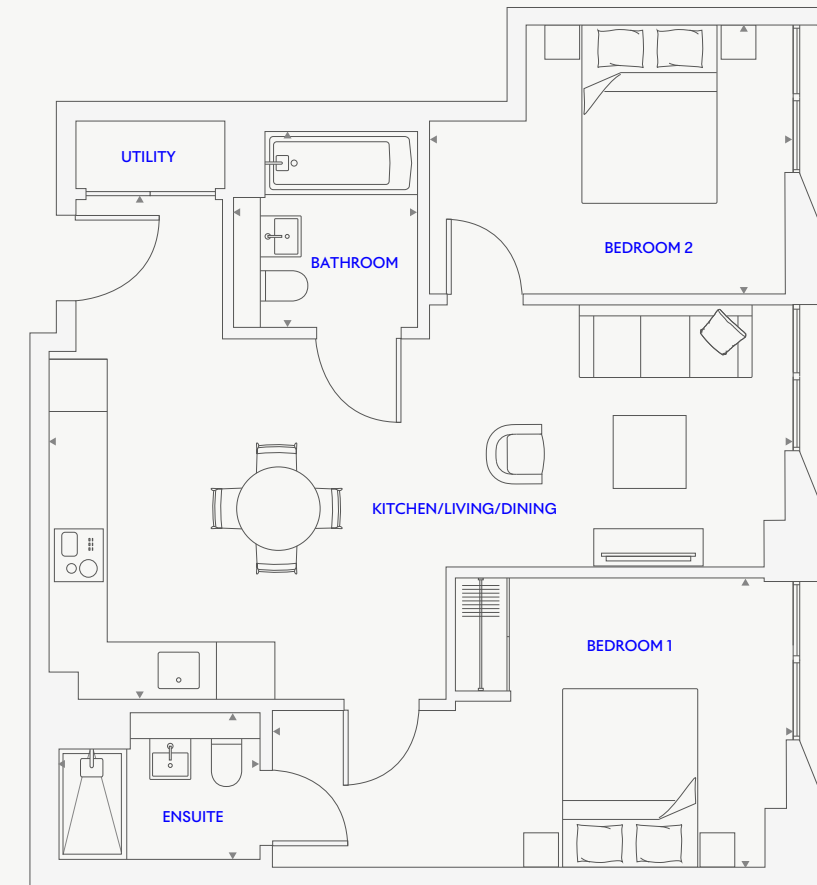 UTILITY
BATHROOM
BEDROOM 2
KITCHEN/LIVING/DINING
BEDROOM 1
ENSUITE